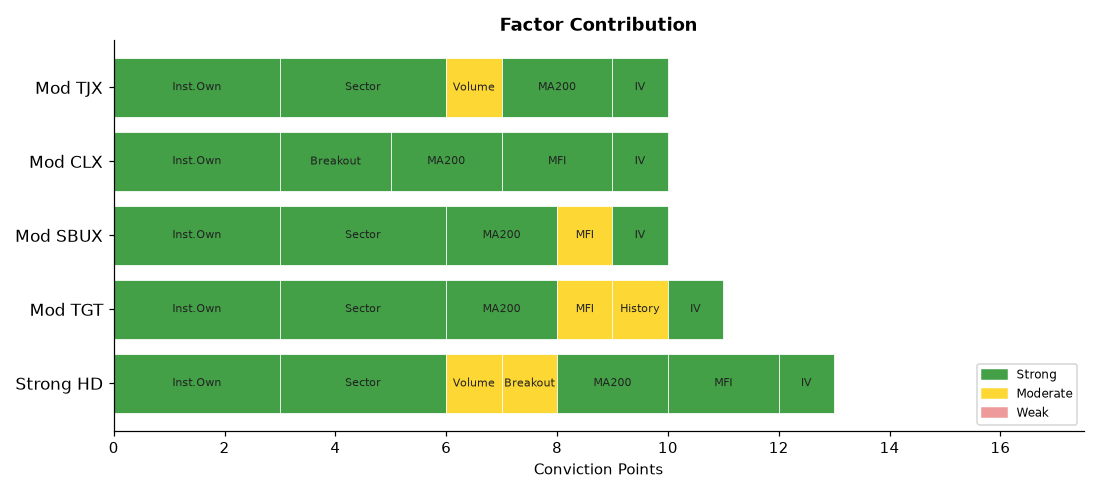 Factor Contribution
Mod TJX Inst.Own Sector Volume MA200 IV
Mod CLX Inst.Own Breakout MA200 MFI IV
Mod SBUX Inst.Own Sector MA200 MFI IV
Mod TGT Inst.Own Sector MA200 MFI History IV
Strong HD Inst.Own Sector Volume Breakout MA200 MFI IV
Strong
Moderate
Weak
0 2 4 6 8 10 12 14 16
Conviction Points